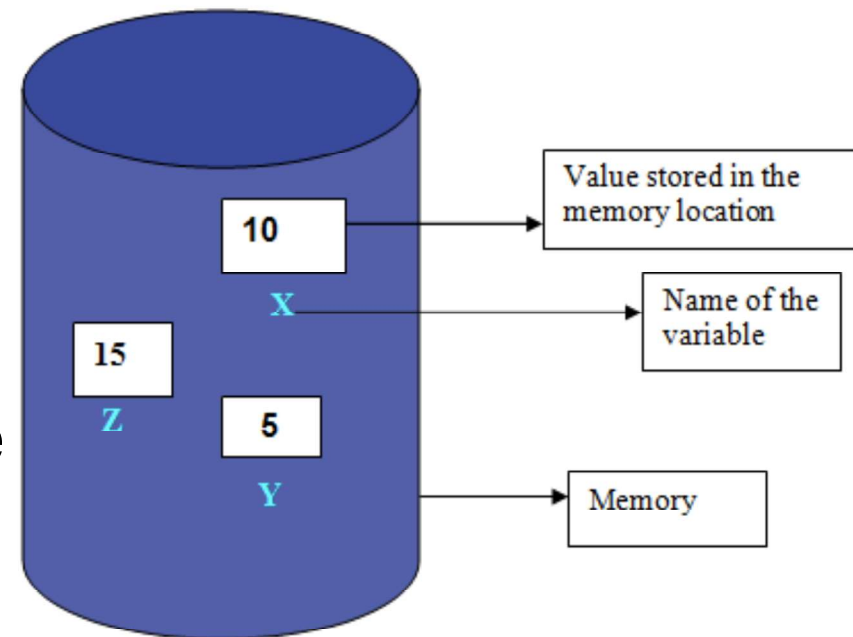 10
Value stored in the
memory location
X
Name of the
variable
15
Z
e
5
Y
Memory